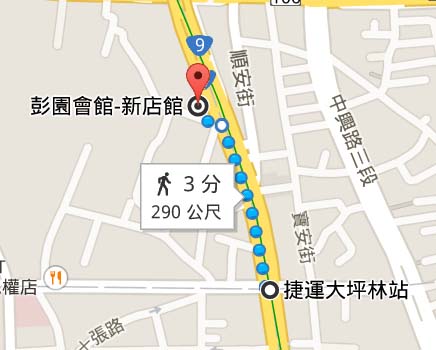 106
9
順安街
彭園會館-新店館
中興路三段
3 分
290 公尺
寶安街
權店
捷運大坪林站
十張路